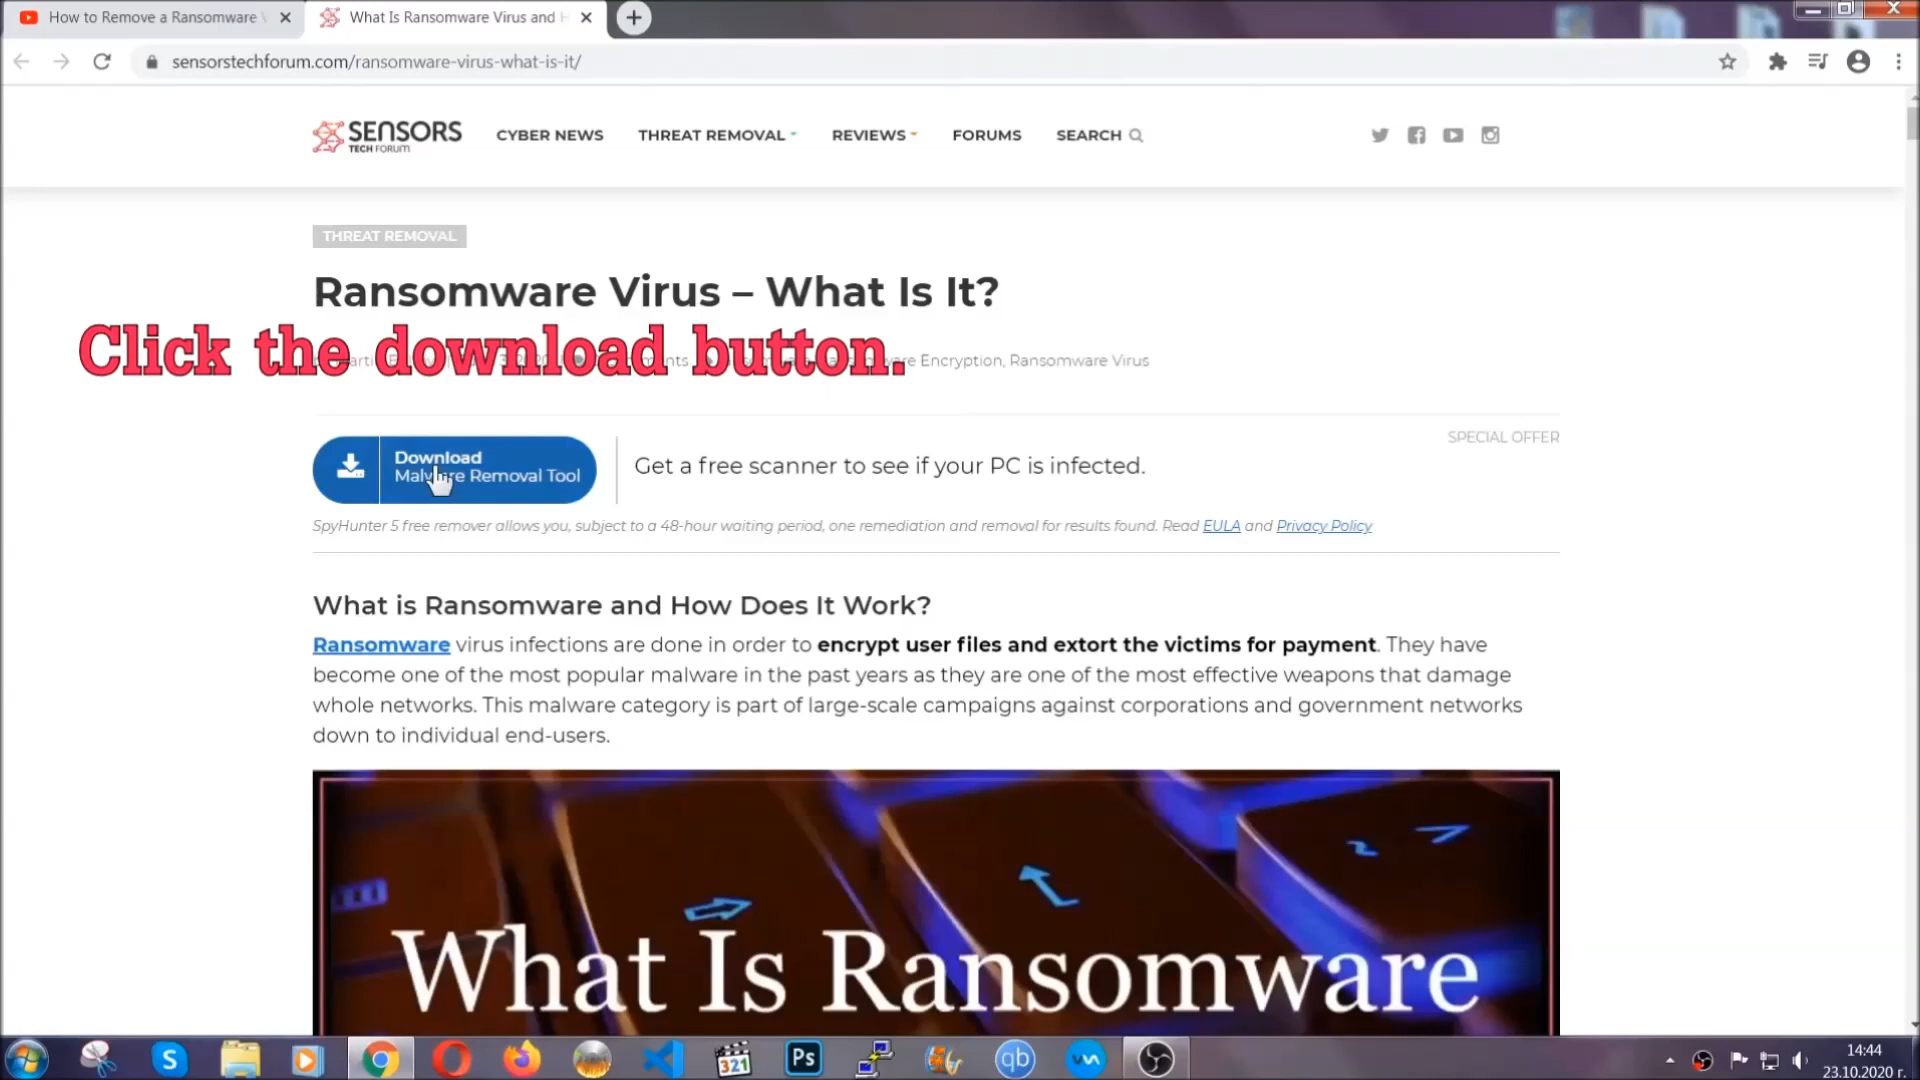 How to Remove a Ransomware V
What Is Ransomware Virus and H
sensorstechforum.com/ransomware-virus-what-is-it/
SENSORS
TECH FORUM
CYBER NEWS
THREAT REMOVAL
REVIEWS
FORUMS
SEARCH
THREAT REMOVAL
Ransomware Virus – What Is It?
Click the download button.
Encryption, Ransomware Virus
SPECIAL OFFER
Download
Malware Removal Tool
Get a free scanner to see if your PC is infected.
SpyHunter 5 free remover allows you, subject to a 48-hour waiting period, one remediation and removal for results found. Read EULA and Privacy Policy
What is Ransomware and How Does It Work?
Ransomware virus infections are done in order to encrypt user files and extort the victims for payment. They have
become one of the most popular malware in the past years as they are one of the most effective weapons that damage
whole networks. This malware category is part of large-scale campaigns against corporations and government networks
down to individual end-users.
What Is Ransomware
S
321
Ps
qb
14:44
23.10.2020 г.